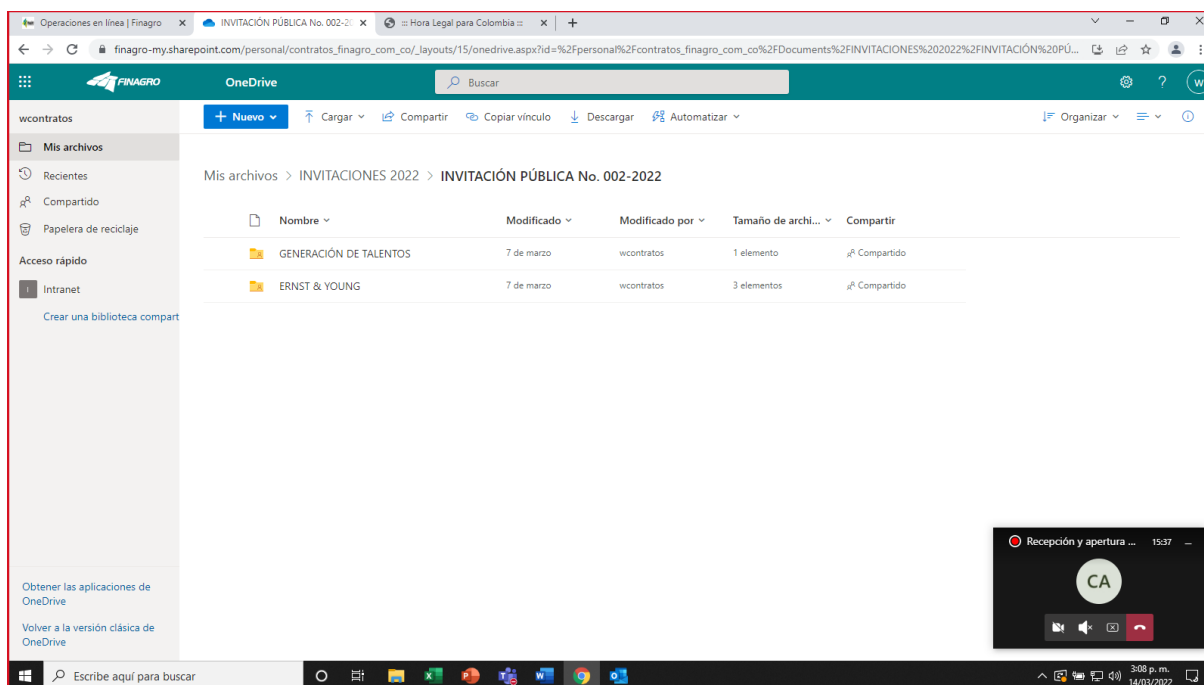 Operaciones en línea | Finagro
INVITACIÓN PÚBLICA No. 002-20
::: Hora Legal para Colombia :::
finagro-my.sharepoint.com/personal/contratos_finagro_com_co/_layouts/15/onedrive.aspx?id=%2Fpersonal%2Fcontratos_finagro_com_co%2FDocuments%2FINVITACIONES%202022%2FINVITACIÓN%20PÚ...
FINAGRO
OneDrive
Buscar
?
w
wcontratos
Nuevo
Cargar
Compartir
Copiar vínculo
Descargar
Automatizar
Organizar
Mis archivos
Recientes
Compartido
Papelera de reciclaje
Acceso rápido
I Intranet
Crear una biblioteca compart
Mis archivos > INVITACIONES 2022 > INVITACIÓN PÚBLICA No. 002-2022
Nombre Modificado Modificado por Tamaño de archi... Compartir
GENERACIÓN DE TALENTOS 7 de marzo wcontratos 1 elemento Compartido
ERNST & YOUNG 7 de marzo wcontratos 3 elementos Compartido
Recepción y apertura ... 15:37
CA
Obtener las aplicaciones de
OneDrive
Volver a la versión clásica de
OneDrive
Escribe aquí para buscar
3:08 p. m.
14/03/2022